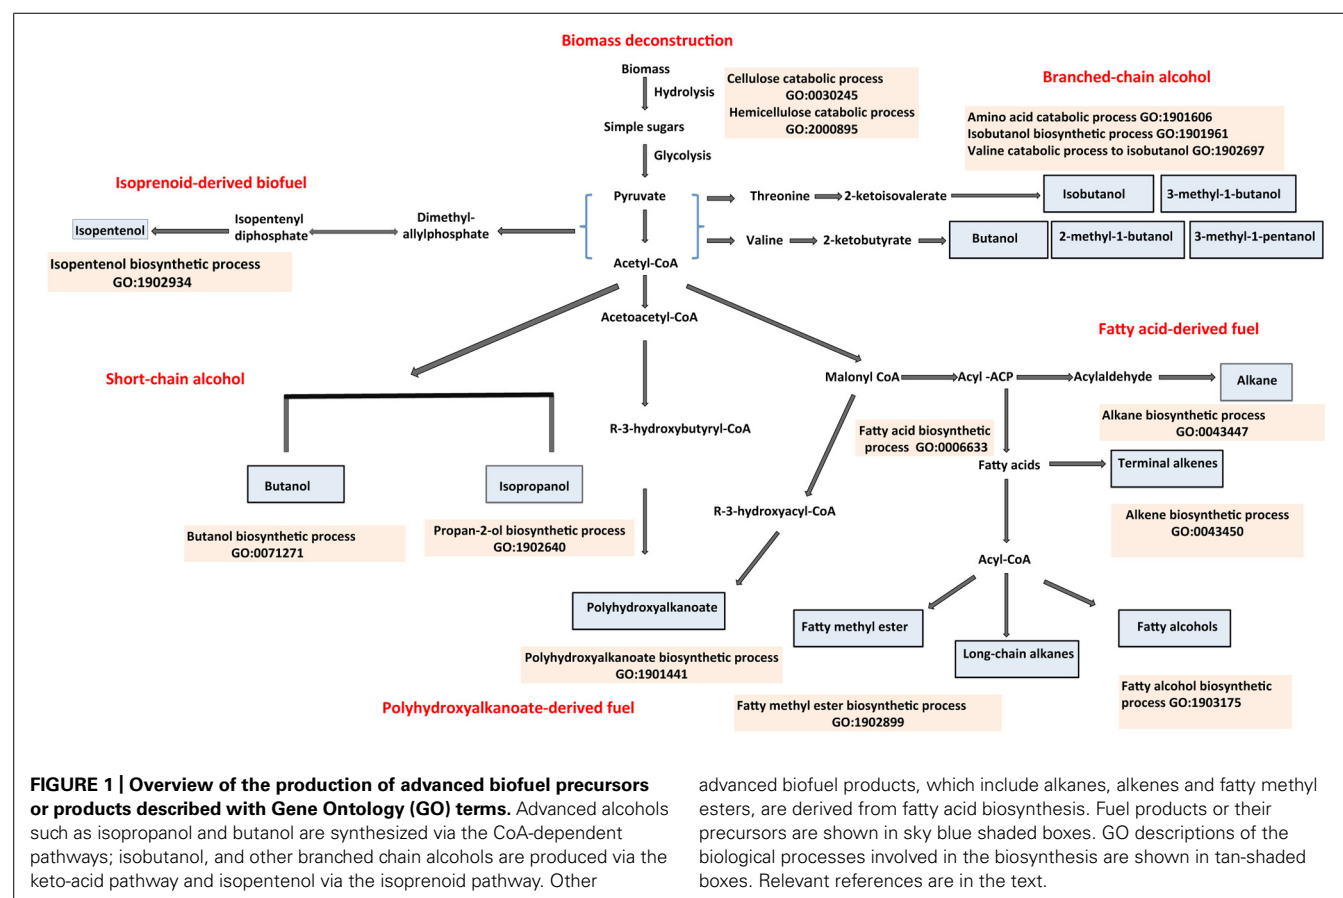 Biomass deconstruction
Biomass
Hydrolysis
Simple sugars
Glycolysis
Cellulose catabolic process
GO:0030245
Hemicellulose catabolic process
GO:2000895
Branched-chain alcohol
Amino acid catabolic process GO:1901606
Isobutanol biosynthetic process GO:1901961
Valine catabolic process to isobutanol GO:1902697
Isoprenoid-derived biofuel
Isopentenol
Isopentenyl
diphosphate
Dimethyl-
allylphosphate
Isopentenol biosynthetic process
GO:1902934
Pyruvate
Acetyl-CoA
Threonine
2-ketoisovalerate
Isobutanol
3-methyl-1-butanol
Valine
2-ketobutyrate
Butanol
2-methyl-1-butanol
3-methyl-1-pentanol
Acetoacetyl-CoA
R-3-hydroxybutyryl-CoA
Short-chain alcohol
Butanol
Isopropanol
Butanol biosynthetic process
GO:0071271
Propan-2-ol biosynthetic process
GO:1902640
Fatty acid-derived fuel
Malonyl CoA
Acyl -ACP
Acylaldehyde
Alkane
Alkane biosynthetic process
GO:0043447
Fatty acid biosynthetic
process GO:0006633
Fatty acids
Terminal alkenes
Alkene biosynthetic process
GO:0043450
R-3-hydroxyacyl-CoA
Acyl-CoA
Polyhydroxyalkanoate
Polyhydroxyalkanoate biosynthetic process
GO:1901441
Polyhydroxyalkanoate-derived fuel
Fatty methyl ester
Long-chain alkanes
Fatty alcohols
Fatty methyl ester biosynthetic process
GO:1902899
Fatty alcohol biosynthetic
process GO:1903175
FIGURE 1 | Overview of the production of advanced biofuel precursors
or products described with Gene Ontology (GO) terms. Advanced alcohols
such as isopropanol and butanol are synthesized via the CoA-dependent
pathways; isobutanol, and other branched chain alcohols are produced via the
keto-acid pathway and isopentenol via the isoprenoid pathway. Other
advanced biofuel products, which include alkanes, alkenes and fatty methyl
esters, are derived from fatty acid biosynthesis. Fuel products or their
precursors are shown in sky blue shaded boxes. GO descriptions of the
biological processes involved in the biosynthesis are shown in tan-shaded
boxes. Relevant references are in the text.